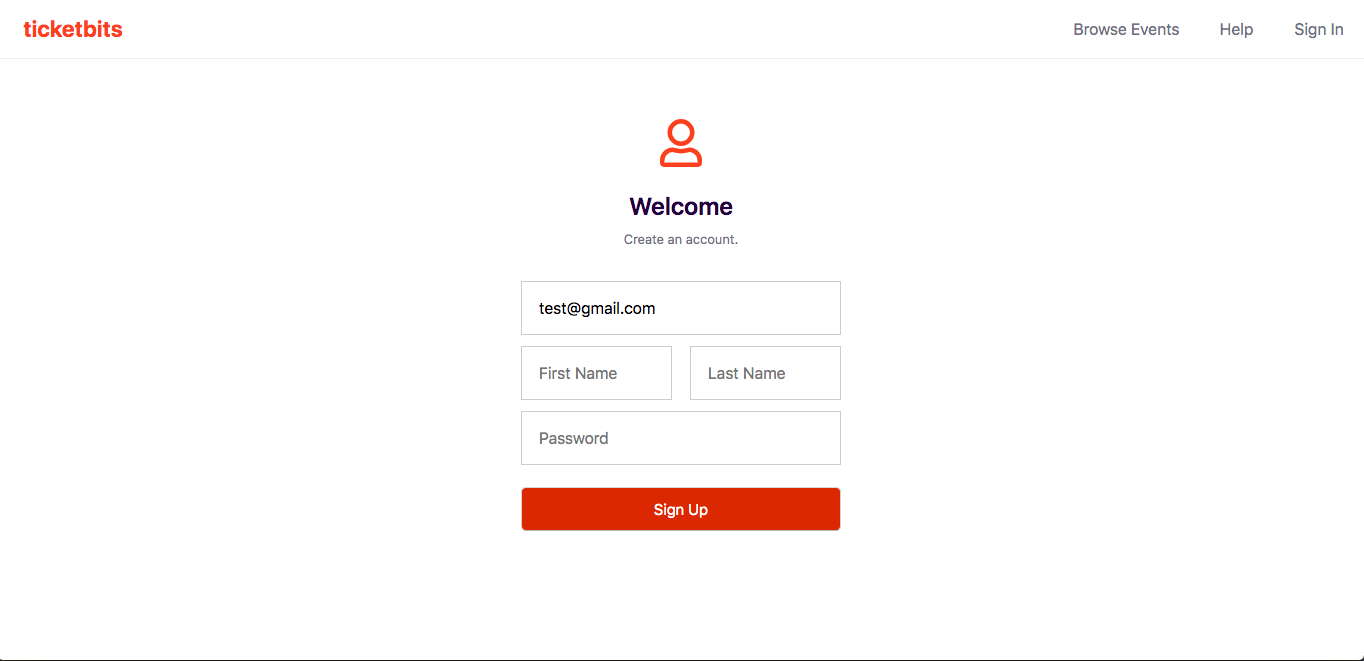 ticketbits
Browse Events
Help
Sign In
Welcome
Create an account.
test@gmail.com
First Name
Last Name
Password
Sign Up